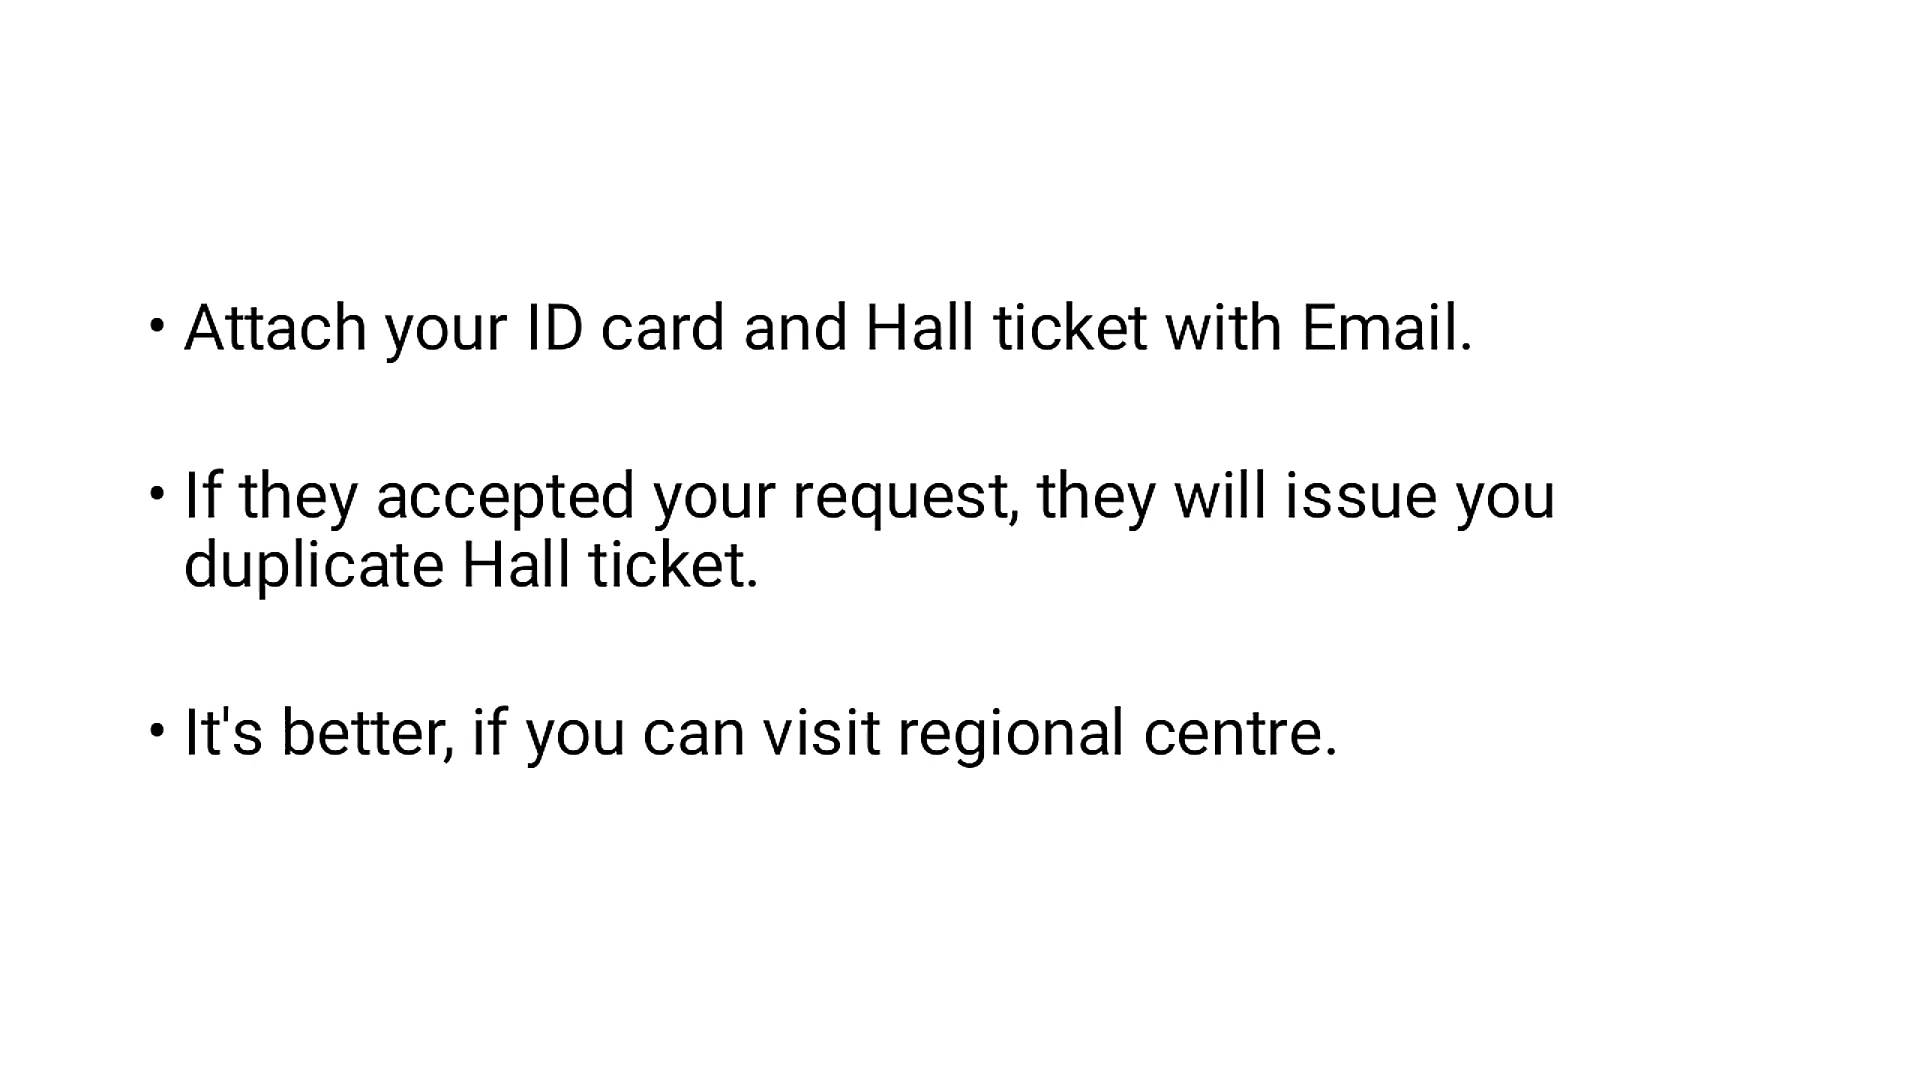 • Attach your ID card and Hall ticket with Email.
• If they accepted your request, they will issue you
duplicate Hall ticket.
• It's better, if you can visit regional centre.